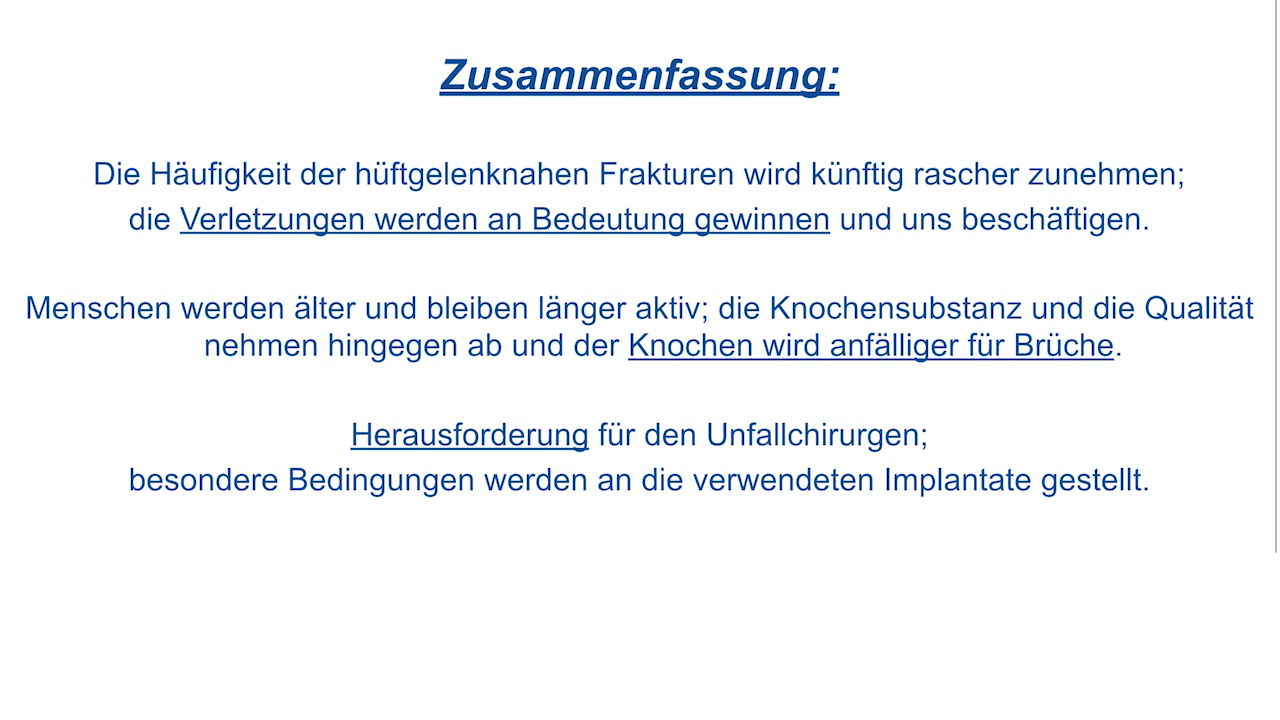 Zusammenfassung:
Die Häufigkeit der hüftgelenknahen Frakturen wird künftig rascher zunehmen;
die Verletzungen werden an Bedeutung gewinnen und uns beschäftigen.
Menschen werden älter und bleiben länger aktiv; die Knochensubstanz und die Qualität
nehmen hingegen ab und der Knochen wird anfälliger für Brüche.
Herausforderung für den Unfallchirurgen;
besondere Bedingungen werden an die verwendeten Implantate gestellt.